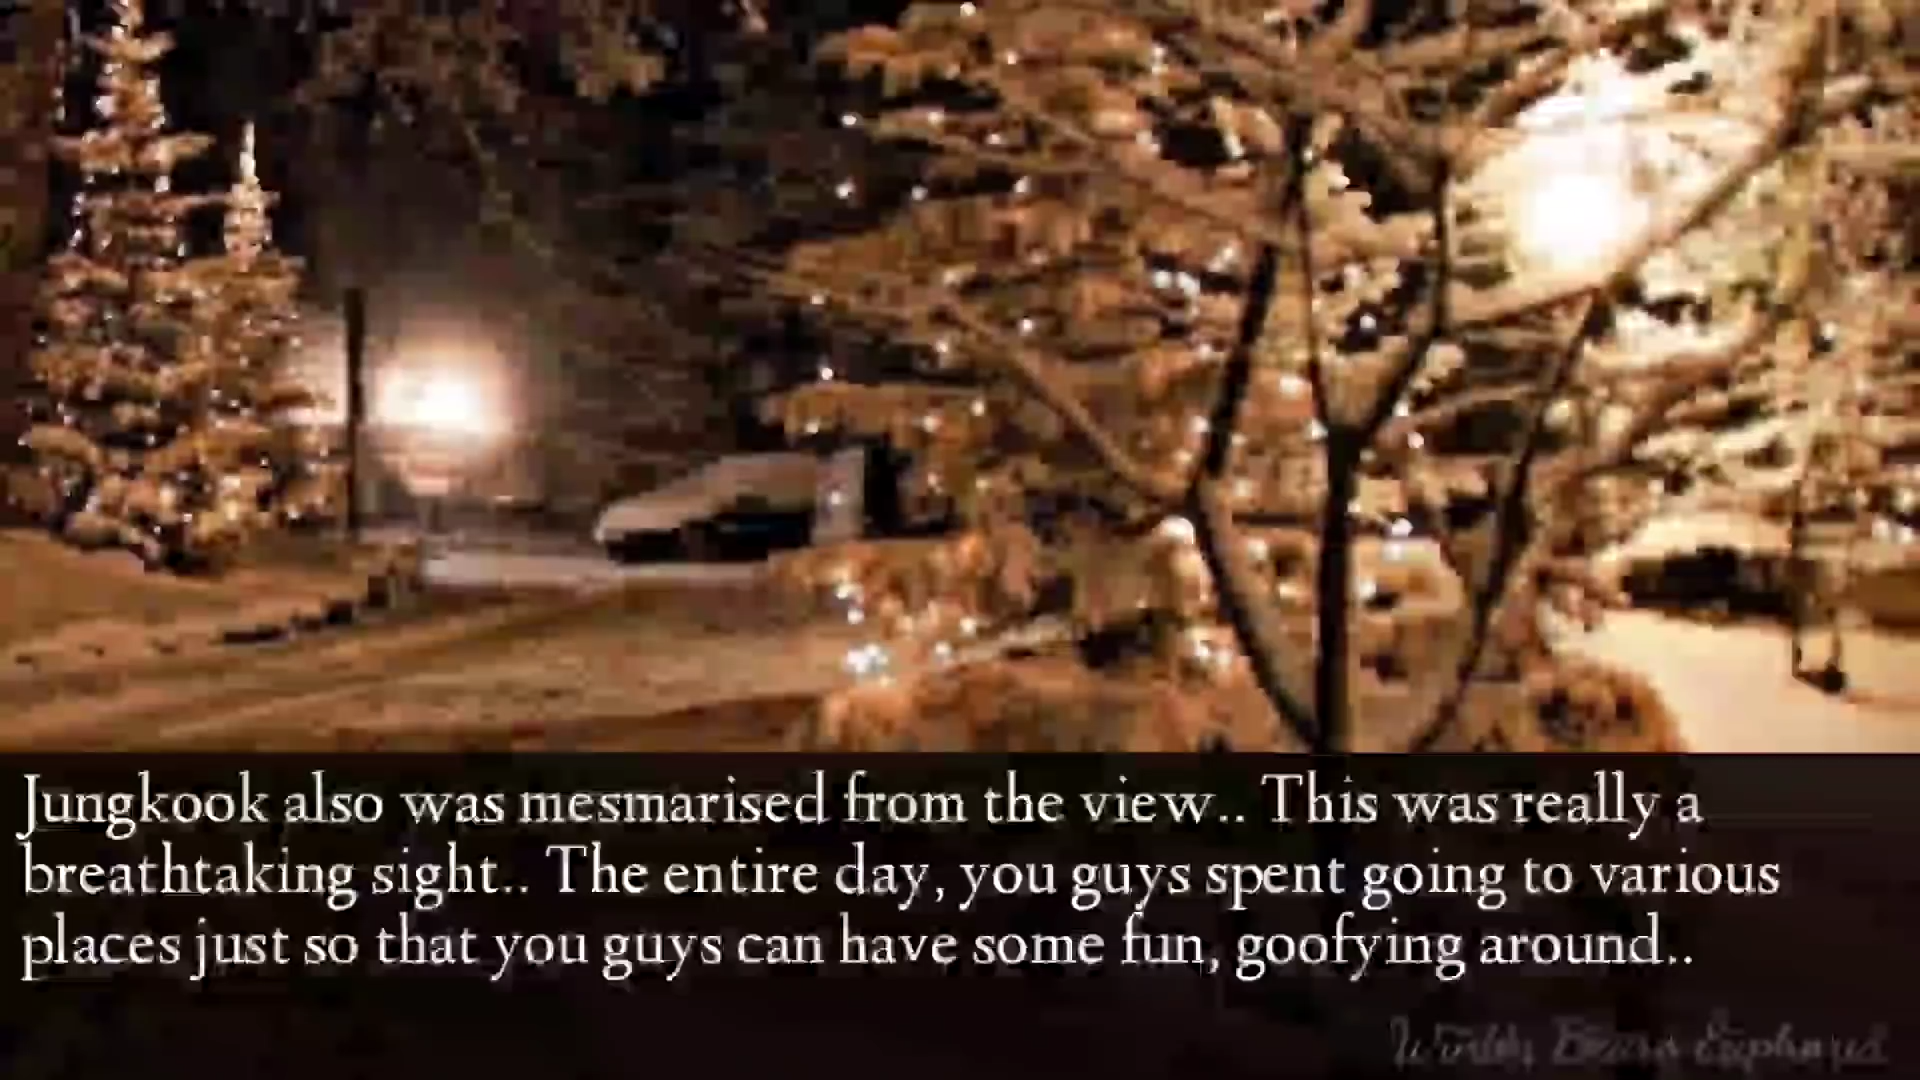 Jungkook also was mesmarised from the view.. This was really a
breathtaking sight.. The entire day, you guys spent going to various
places just so that you guys can have some fun, goofying around..